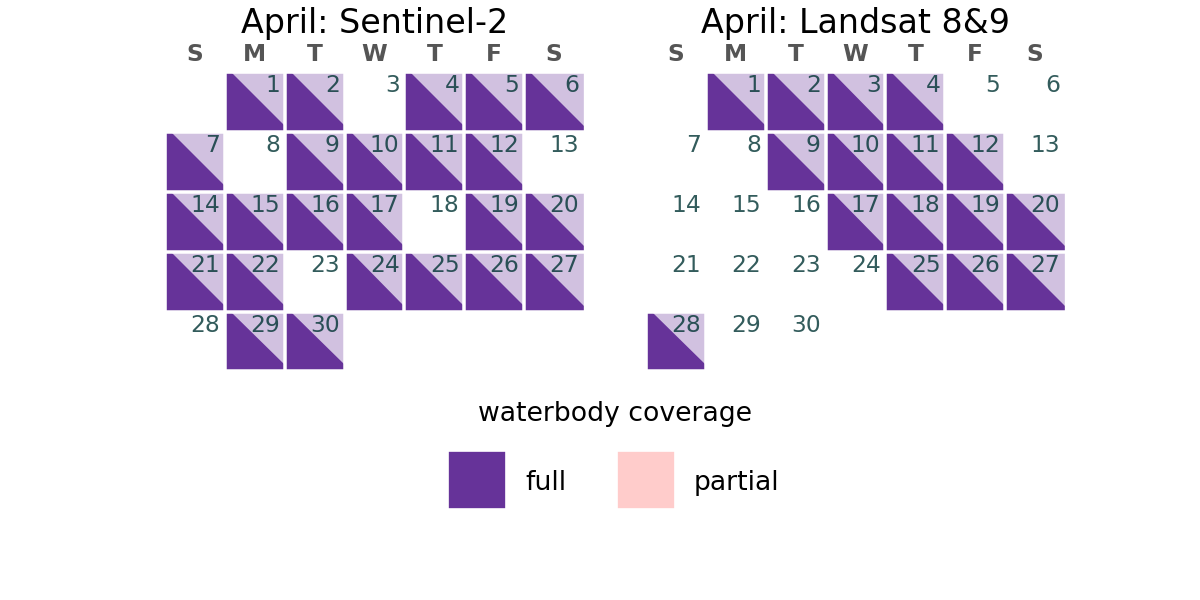 April: Sentinel-2
S M T W T F S
1 2 3 4 5 6
7 8 9 10 11 12 13
14 15 16 17 18 19 20
21 22 23 24 25 26 27
28 29 30
April: Landsat 8&9
S M T W T F S
1 2 3 4 5 6
7 8 9 10 11 12 13
14 15 16 17 18 19 20
21 22 23 24 25 26 27
28 29 30
waterbody coverage
full partial